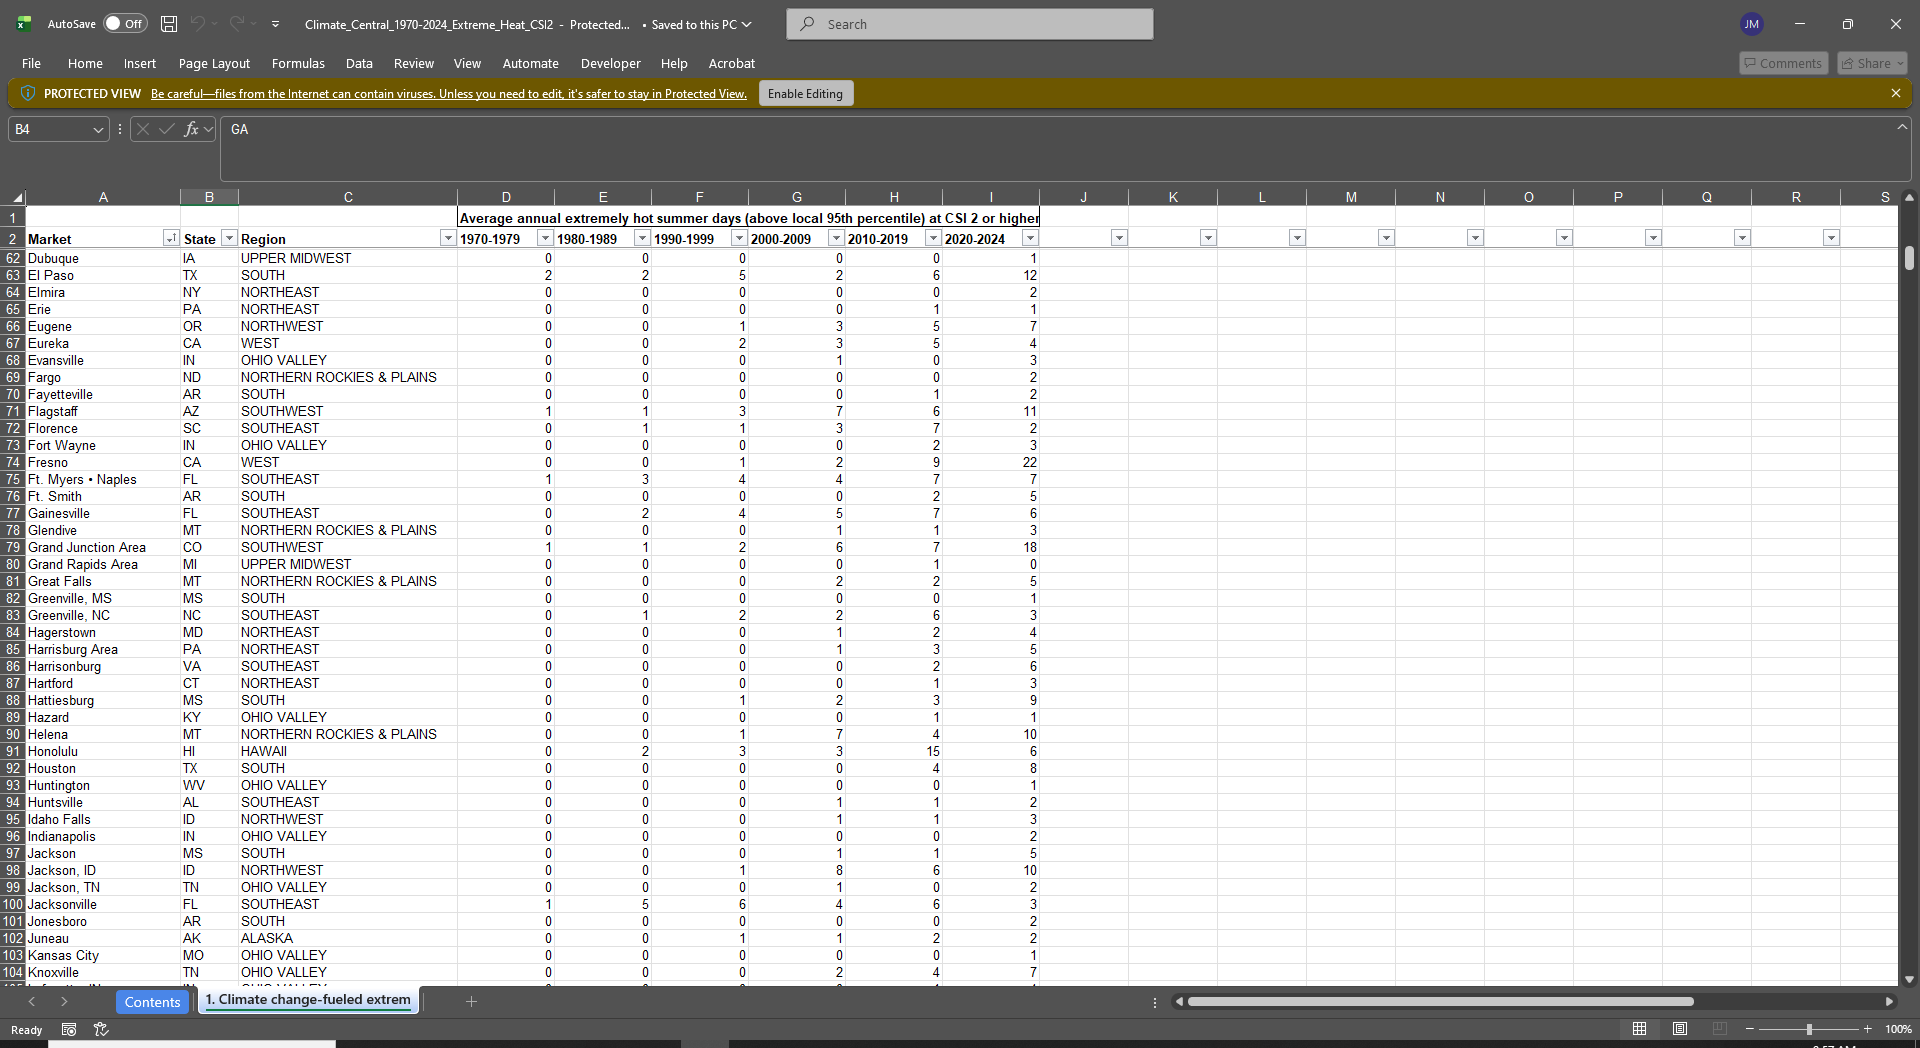 AutoSave Off Climate_Central_1970-2024_Extreme_Heat_CSI2 - Protected... • Saved to this PC Search JM
File Home Insert Page Layout Formulas Data Review View Automate Developer Help Acrobat Comments Share
PROTECTED VIEW Be careful—files from the Internet can contain viruses. Unless you need to edit, it's safer to stay in Protected View. Enable Editing
B4 fx GA
A B C D E F G H I J K L M N O P Q R S
1 Average annual extremely hot summer days (above local 95th percentile) at CSI 2 or higher
2 Market State Region 1970-1979 1980-1989 1990-1999 2000-2009 2010-2019 2020-2024
62 Dubuque IA UPPER MIDWEST 0 0 0 0 0 1
63 El Paso TX SOUTH 2 2 5 2 6 12
64 Elmira NY NORTHEAST 0 0 0 0 0 2
65 Erie PA NORTHEAST 0 0 0 0 1 1
66 Eugene OR NORTHWEST 0 0 1 3 5 7
67 Eureka CA WEST 0 0 2 3 5 4
68 Evansville IN OHIO VALLEY 0 0 0 1 0 3
69 Fargo ND NORTHERN ROCKIES & PLAINS 0 0 0 0 0 2
70 Fayetteville AR SOUTH 0 0 0 0 1 2
71 Flagstaff AZ SOUTHWEST 1 1 3 7 6 11
72 Florence SC SOUTHEAST 0 1 1 3 7 2
73 Fort Wayne IN OHIO VALLEY 0 0 0 0 2 3
74 Fresno CA WEST 0 0 1 2 9 22
75 Ft. Myers • Naples FL SOUTHEAST 1 3 4 4 7 7
76 Ft. Smith AR SOUTH 0 0 0 0 2 5
77 Gainesville FL SOUTHEAST 0 2 4 5 7 6
78 Glendive MT NORTHERN ROCKIES & PLAINS 0 0 0 1 1 3
79 Grand Junction Area CO SOUTHWEST 1 1 2 6 7 18
80 Grand Rapids Area MI UPPER MIDWEST 0 0 0 0 1 0
81 Great Falls MT NORTHERN ROCKIES & PLAINS 0 0 0 2 2 5
82 Greenville, MS MS SOUTH 0 0 0 0 0 1
83 Greenville, NC NC SOUTHEAST 0 1 2 2 6 3
84 Hagerstown MD NORTHEAST 0 0 0 1 2 4
85 Harrisburg Area PA NORTHEAST 0 0 0 1 3 5
86 Harrisonburg VA SOUTHEAST 0 0 0 0 2 6
87 Hartford CT NORTHEAST 0 0 0 0 1 3
88 Hattiesburg MS SOUTH 0 0 1 2 3 9
89 Hazard KY OHIO VALLEY 0 0 0 0 1 1
90 Helena MT NORTHERN ROCKIES & PLAINS 0 0 1 7 4 10
91 Honolulu HI HAWAII 0 2 3 3 15 6
92 Houston TX SOUTH 0 0 0 0 4 8
93 Huntington WV OHIO VALLEY 0 0 0 0 0 1
94 Huntsville AL SOUTHEAST 0 0 0 1 1 2
95 Idaho Falls ID NORTHWEST 0 0 0 1 1 3
96 Indianapolis IN OHIO VALLEY 0 0 0 0 0 2
97 Jackson MS SOUTH 0 0 0 1 1 5
98 Jackson, ID ID NORTHWEST 0 0 1 8 6 10
99 Jackson, TN TN OHIO VALLEY 0 0 0 1 0 2
100 Jacksonville FL SOUTHEAST 1 5 6 4 6 3
101 Jonesboro AR SOUTH 0 0 0 0 0 2
102 Juneau AK ALASKA 0 0 1 1 2 2
103 Kansas City MO OHIO VALLEY 0 0 0 0 0 1
104 Knoxville TN OHIO VALLEY 0 0 0 2 4 7
Contents 1. Climate change-fueled extrem
Ready 100%